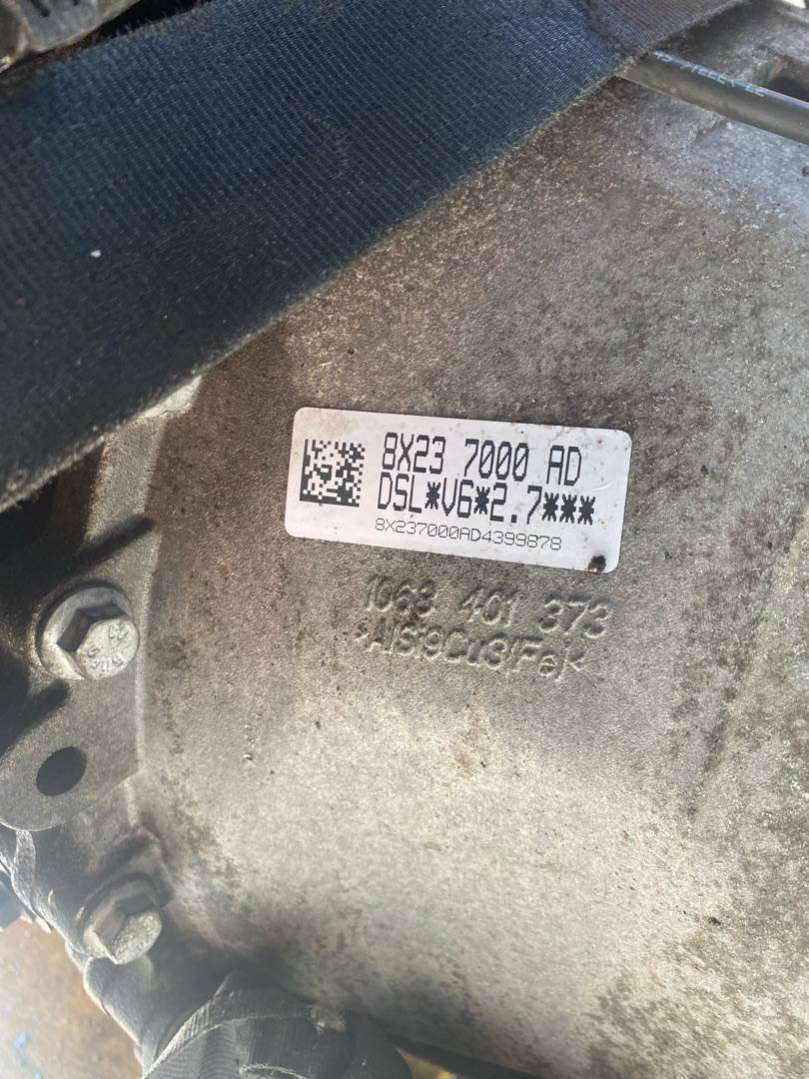 8X23 7000 AD
DSL*V6*2.7***
8X237000AD4399878
1068 401 373
>AlSi9Cu3(Fe)<